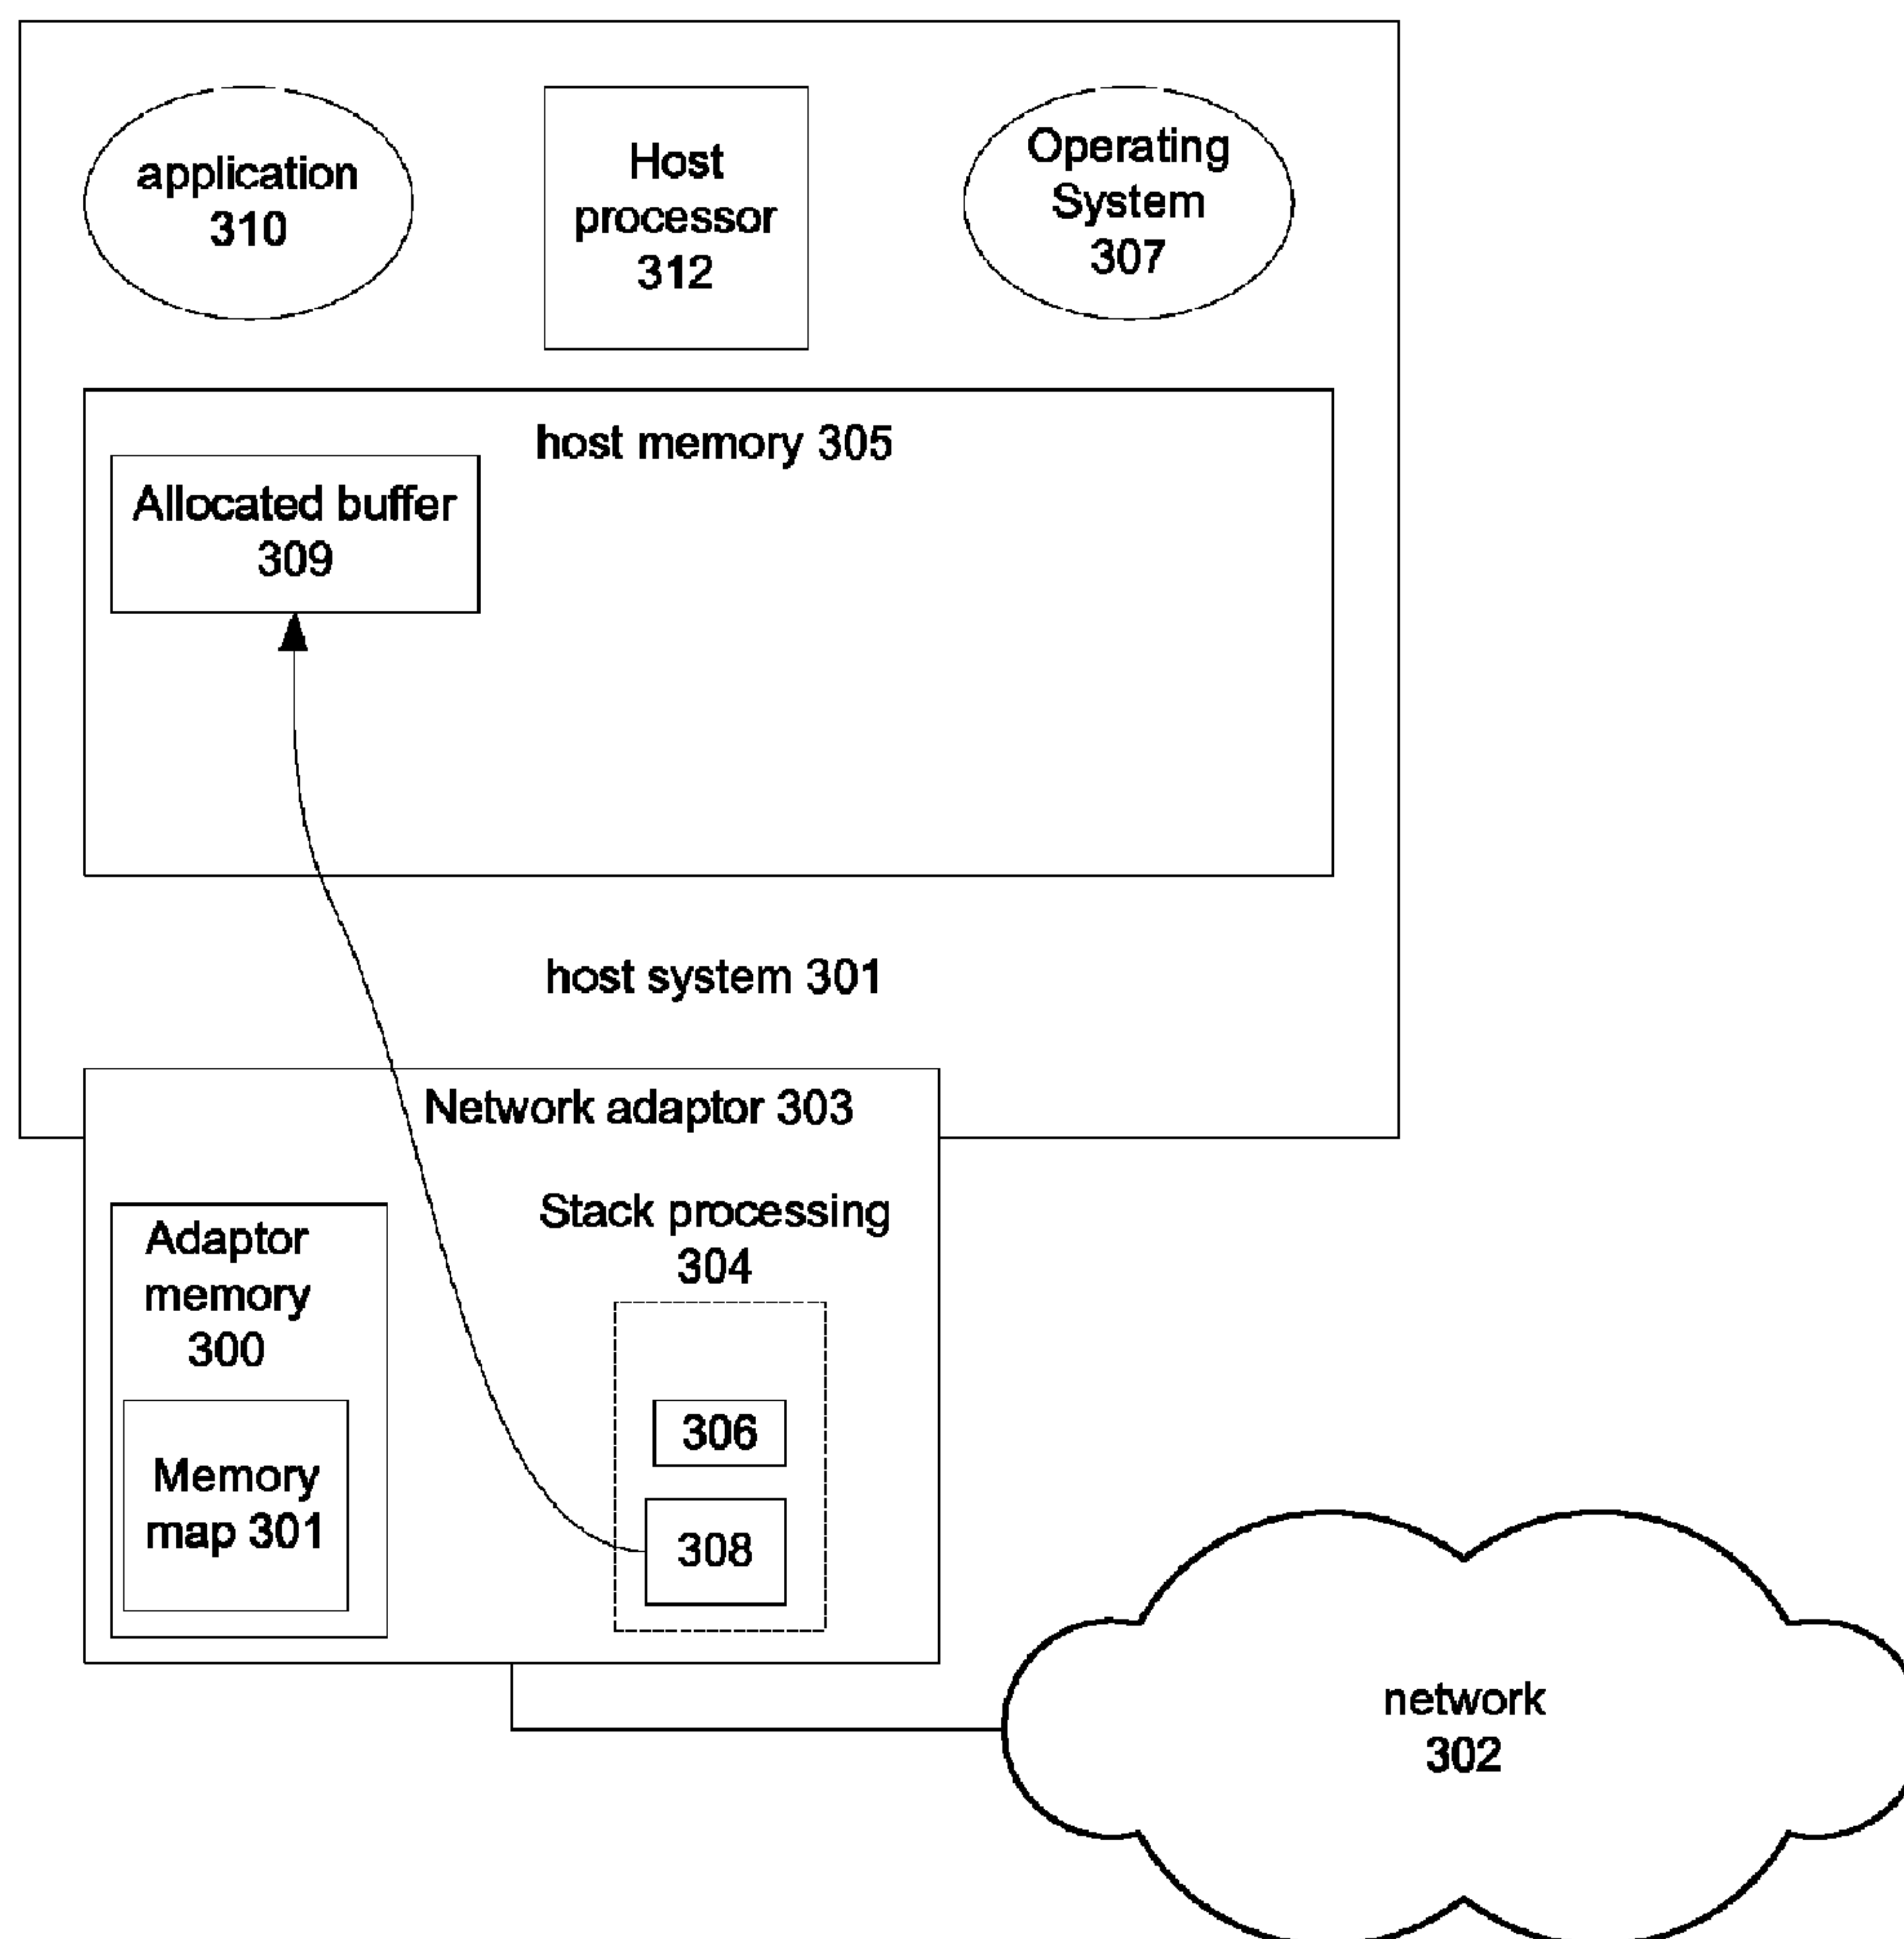 application
310
Host
processor
312
Operating
System
307
host memory 305
Allocated buffer
309
host system 301
Network adaptor 303
Stack processing
304
Adaptor
memory
300
306
Memory
map 301
308
network
302